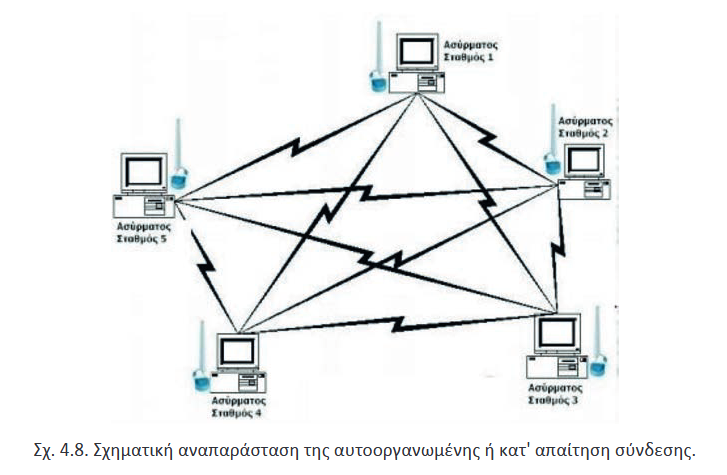 Ασύρματος
Σταθμός 1
Ασύρματος
Σταθμός 2
Ασύρματος
Σταθμός 5
Ασύρματος
Σταθμός 4
Ασύρματος
Σταθμός 3
Σχ. 4.8. Σχηματική αναπαράσταση της αυτοοργανωμένης ή κατ' απαίτηση σύνδεσης.